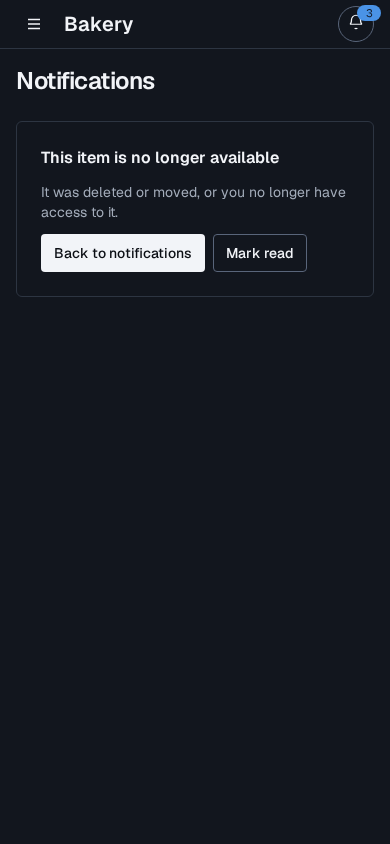 Bakery
3
Notifications
This item is no longer available
It was deleted or moved, or you no longer have
access to it.
Back to notifications
Mark read